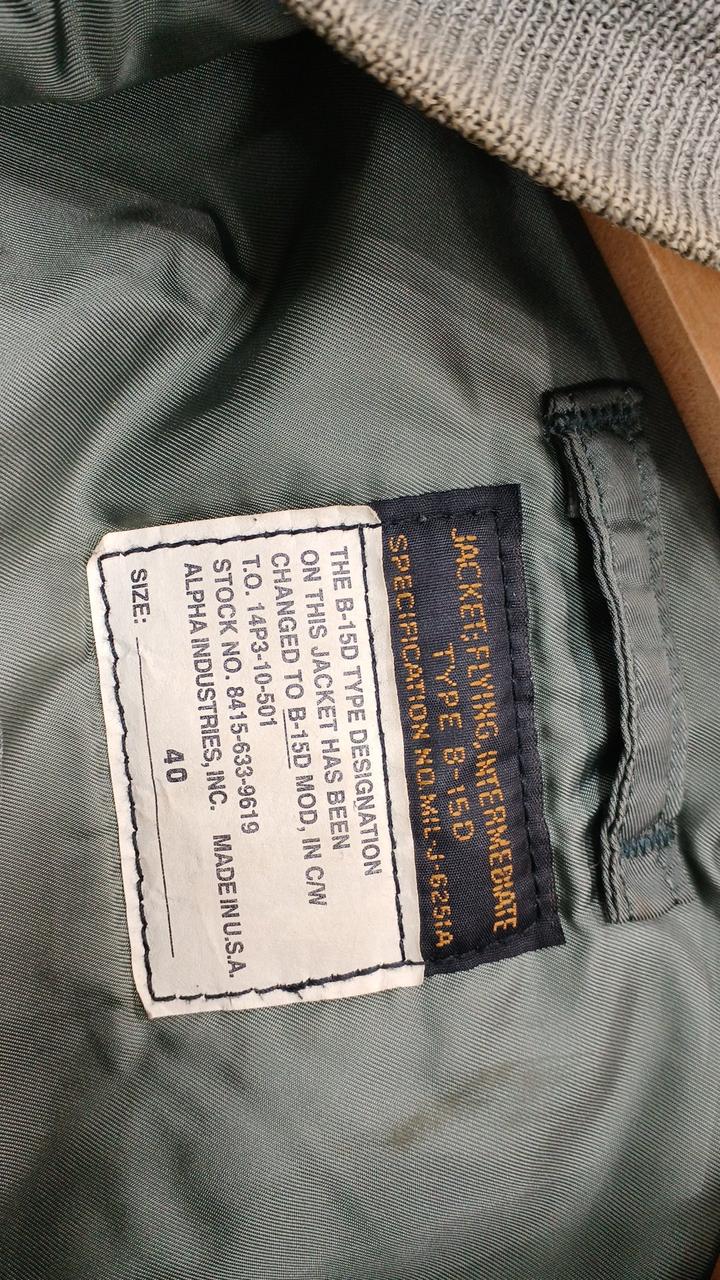 JACKET, FLYING, INTERMEDIATE
TYPE B-15D
SPECIFICATION NO. MIL-J-6251A
THE B-15D TYPE DESIGNATION
ON THIS JACKET HAS BEEN
CHANGED TO B-15D MOD, IN C/W
T.O. 14P3-10-501
STOCK NO. 8415-633-9619
ALPHA INDUSTRIES, INC. MADE IN U.S.A.
SIZE: 40